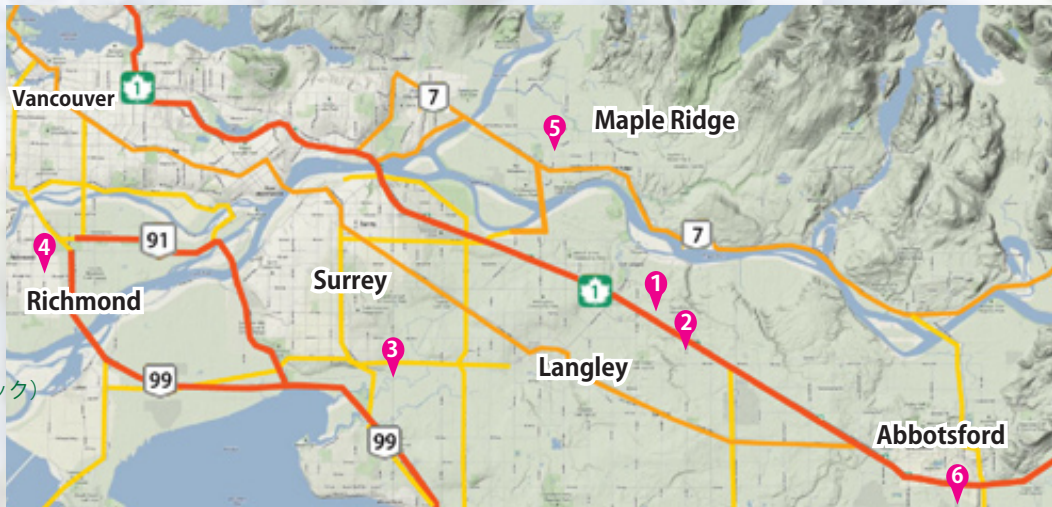 Vancouver
1
7
5
Maple Ridge
4
91
7
Richmond
Surrey
1
1
2
3
99
Langley
ック）
99
Abbotsford
6